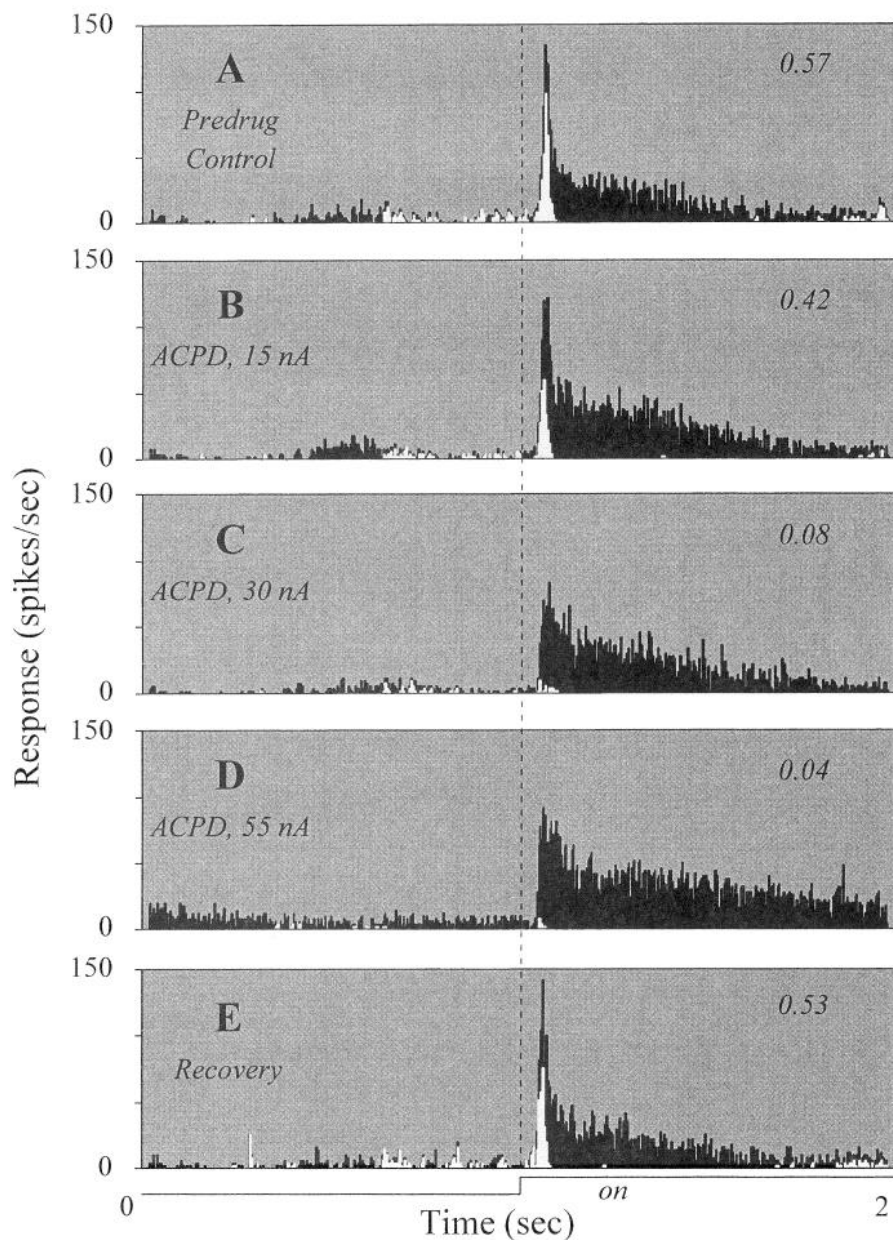 150
A
0.57
Predrug
Control
0
150
B
0.42
ACPD, 15 nA
0
150
C
0.08
ACPD, 30 nA
0
Response (spikes/sec)
150
D
0.04
ACPD, 55 nA
0
150
E
0.53
Recovery
0
0
on
2
Time (sec)